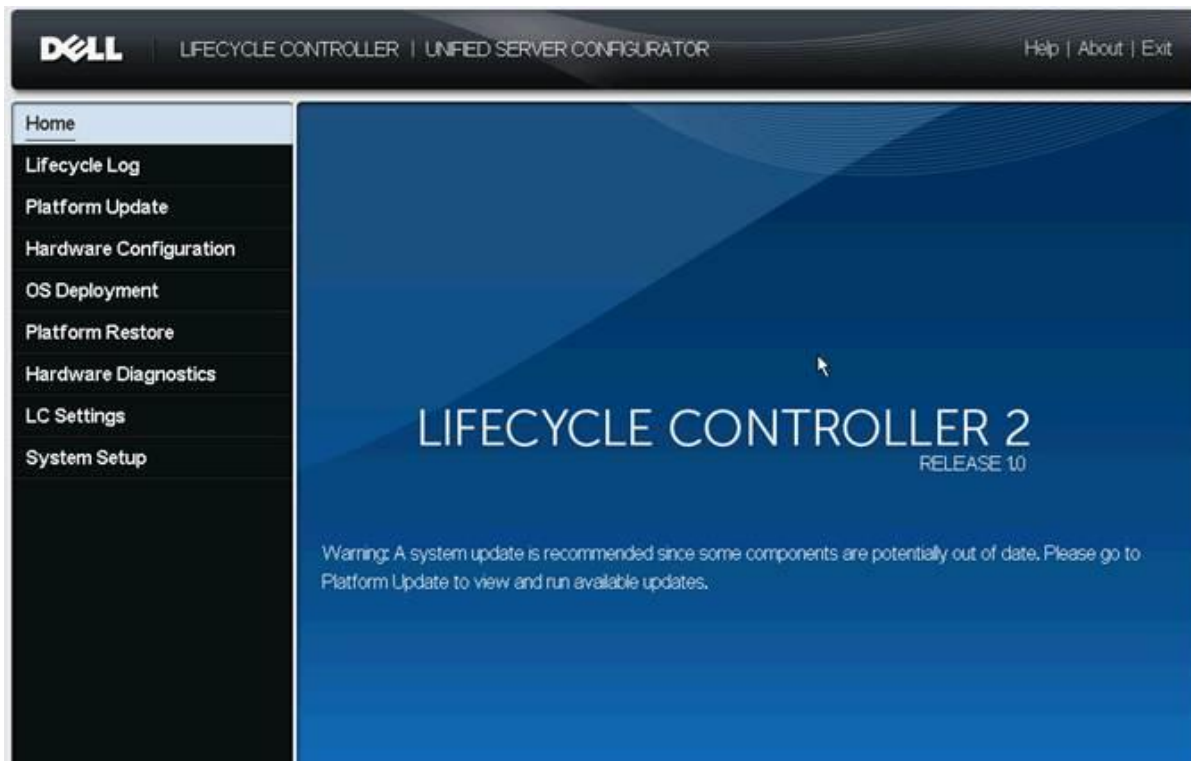 DELL
LIFECYCLE CONTROLLER | UNIFIED SERVER CONFIGURATOR
Help | About | Exit
Home
Lifecycle Log
Platform Update
Hardware Configuration
OS Deployment
Platform Restore
Hardware Diagnostics
LC Settings
System Setup
LIFECYCLE CONTROLLER 2
RELEASE 1.0
Warning: A system update is recommended since some components are potentially out of date. Please go to
Platform Update to view and run available updates.